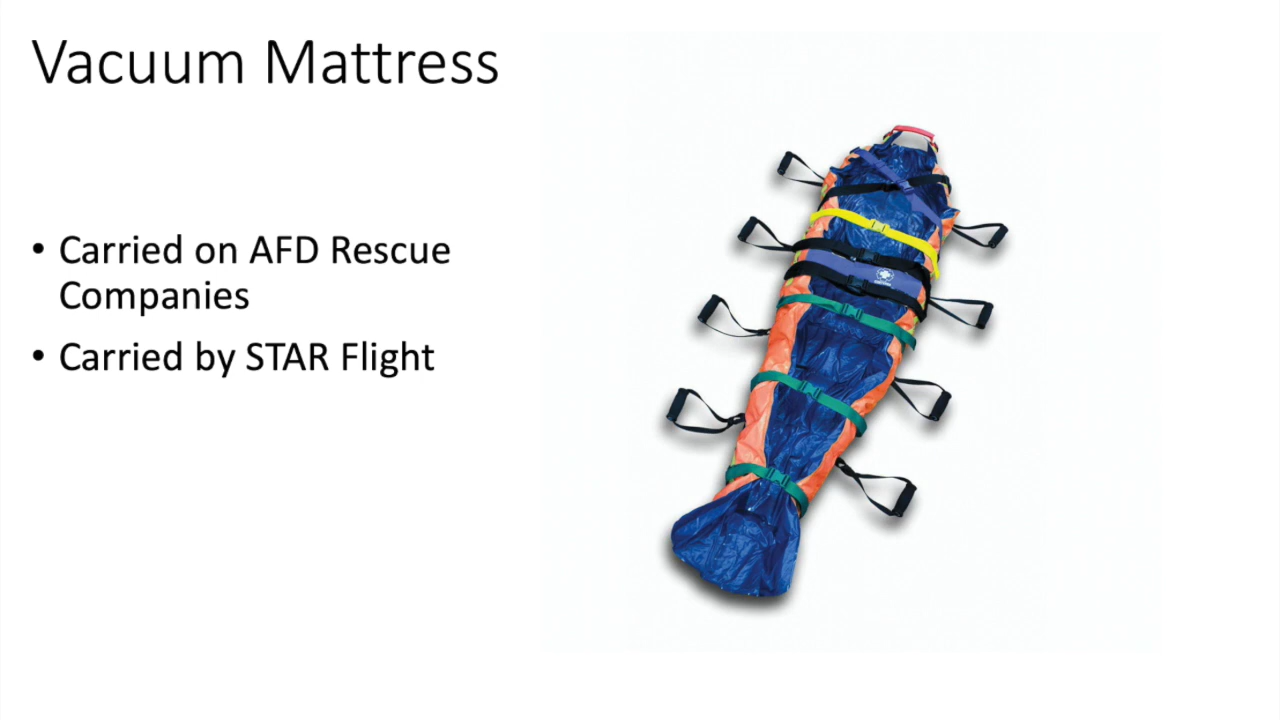 Vacuum Mattress
• Carried on AFD Rescue
Companies
• Carried by STAR Flight